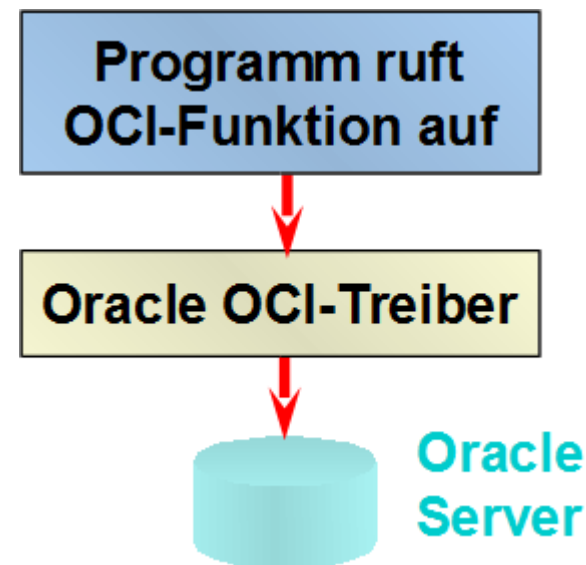 Programm ruft
OCI-Funktion auf
Oracle OCI-Treiber
Oracle
Server